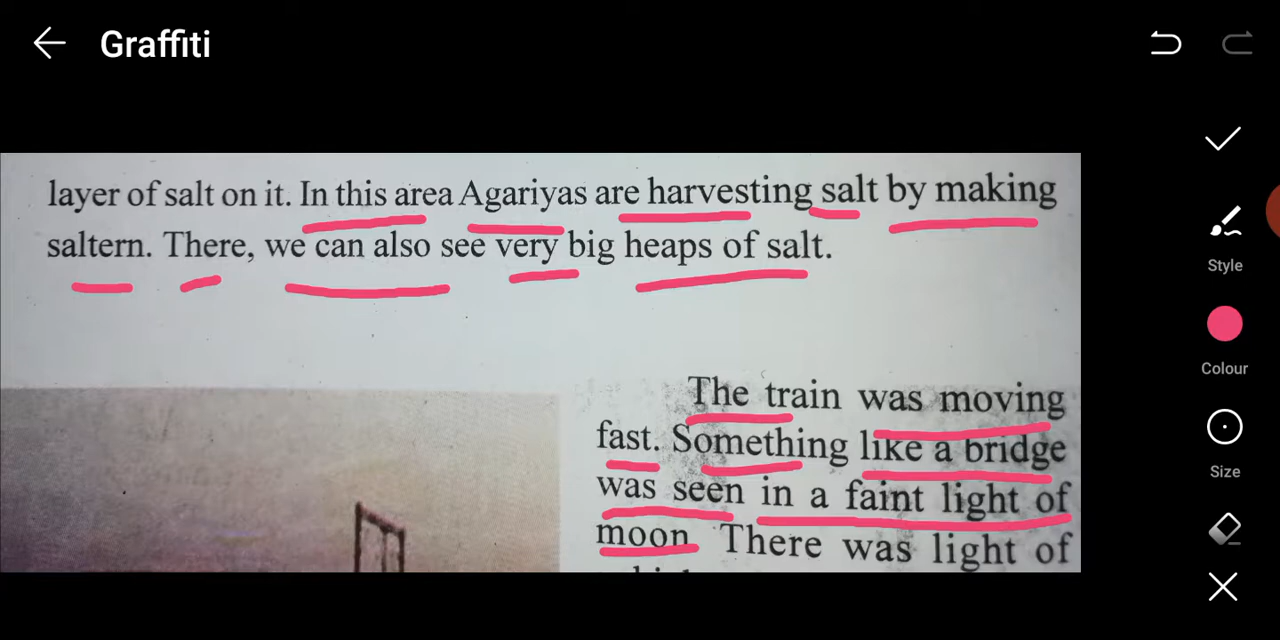 Graffiti
layer of salt on it. In this area Agariyas are harvesting salt by making
saltern. There, we can also see very big heaps of salt.
Style
Colour
The train was moving
fast. Something like a bridge
was seen in a faint light of
moon There was light of
Size